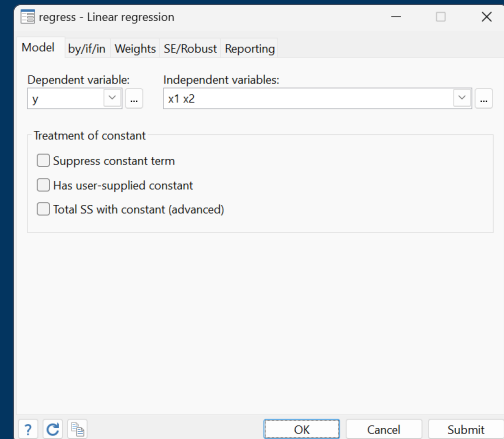 regress - Linear regression
Model by/if/in Weights SE/Robust Reporting
Dependent variable: Independent variables:
y ... x1 x2 ...
Treatment of constant
Suppress constant term
Has user-supplied constant
Total SS with constant (advanced)
? OK Cancel Submit